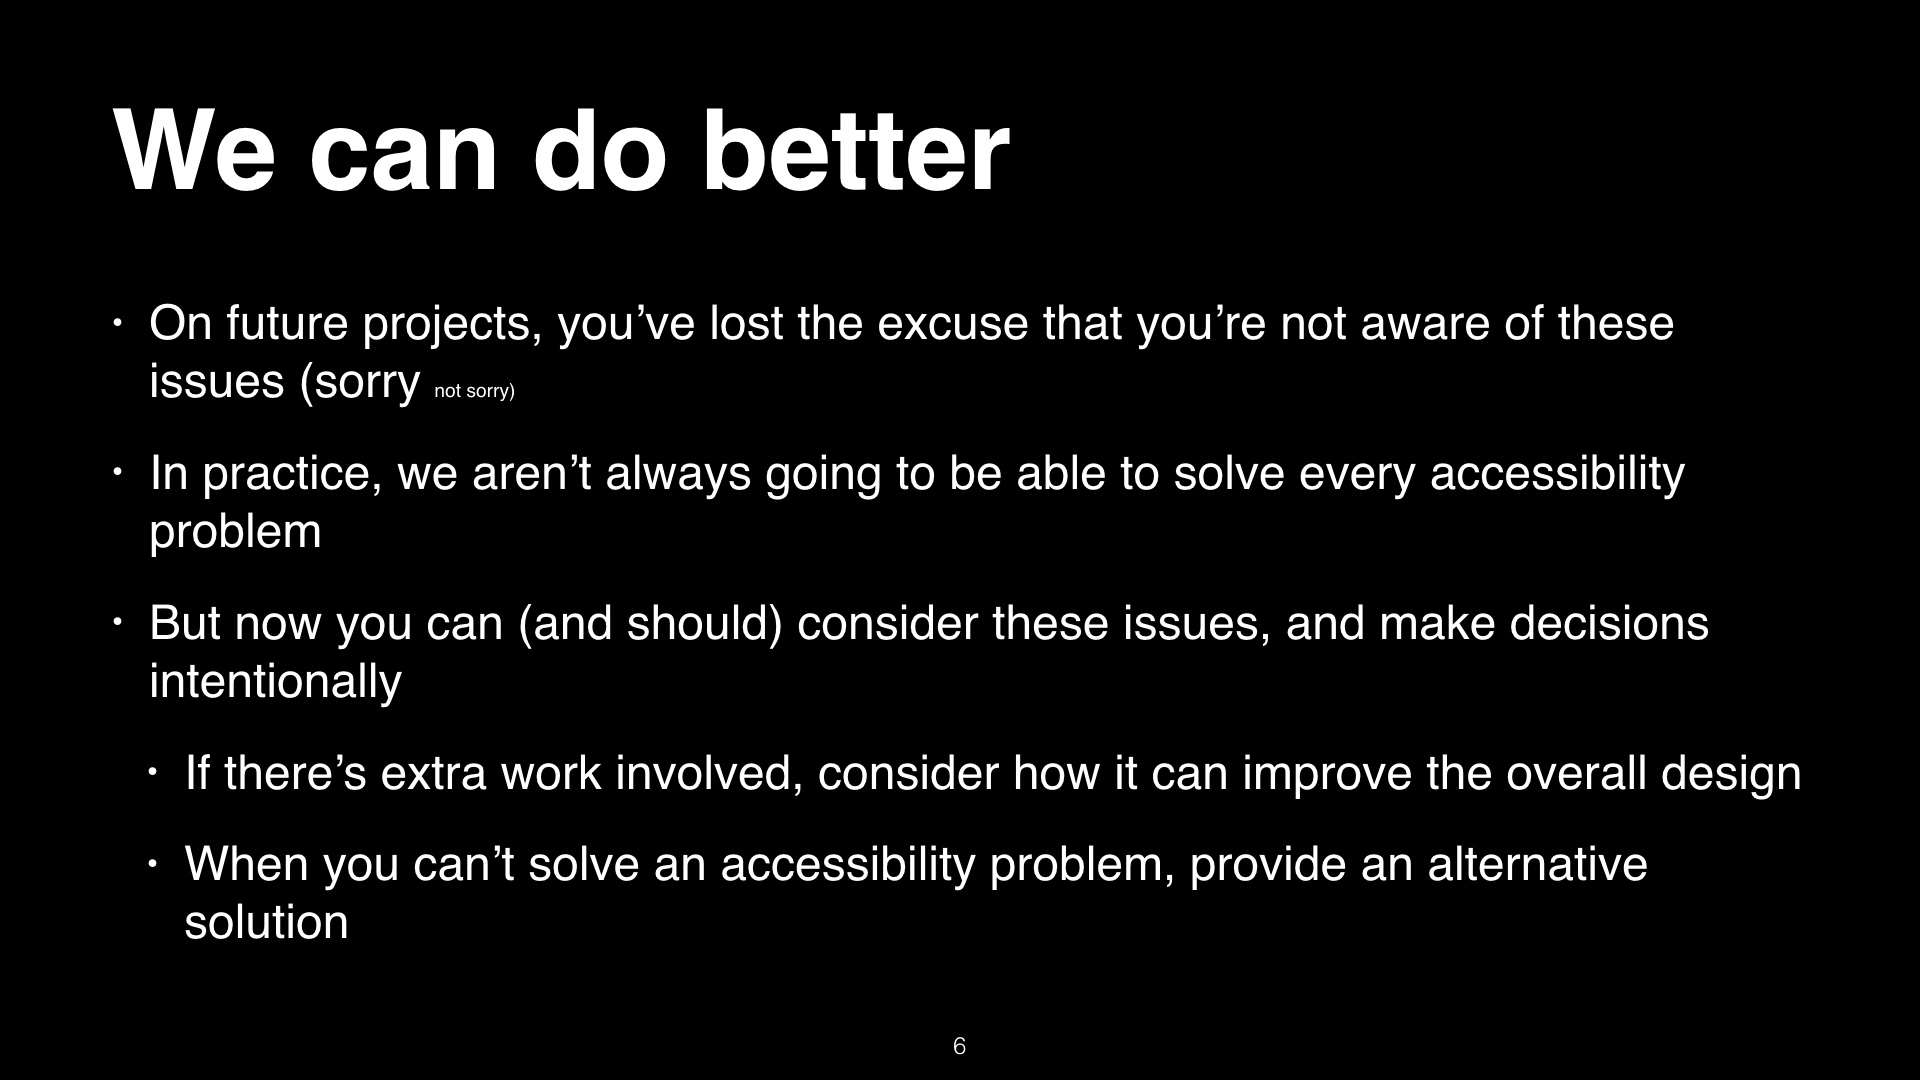 We can do better
• On future projects, you’ve lost the excuse that you’re not aware of these
issues (sorry not sorry)
• In practice, we aren’t always going to be able to solve every accessibility
problem
• But now you can (and should) consider these issues, and make decisions
intentionally
• If there’s extra work involved, consider how it can improve the overall design
• When you can’t solve an accessibility problem, provide an alternative
solution
6